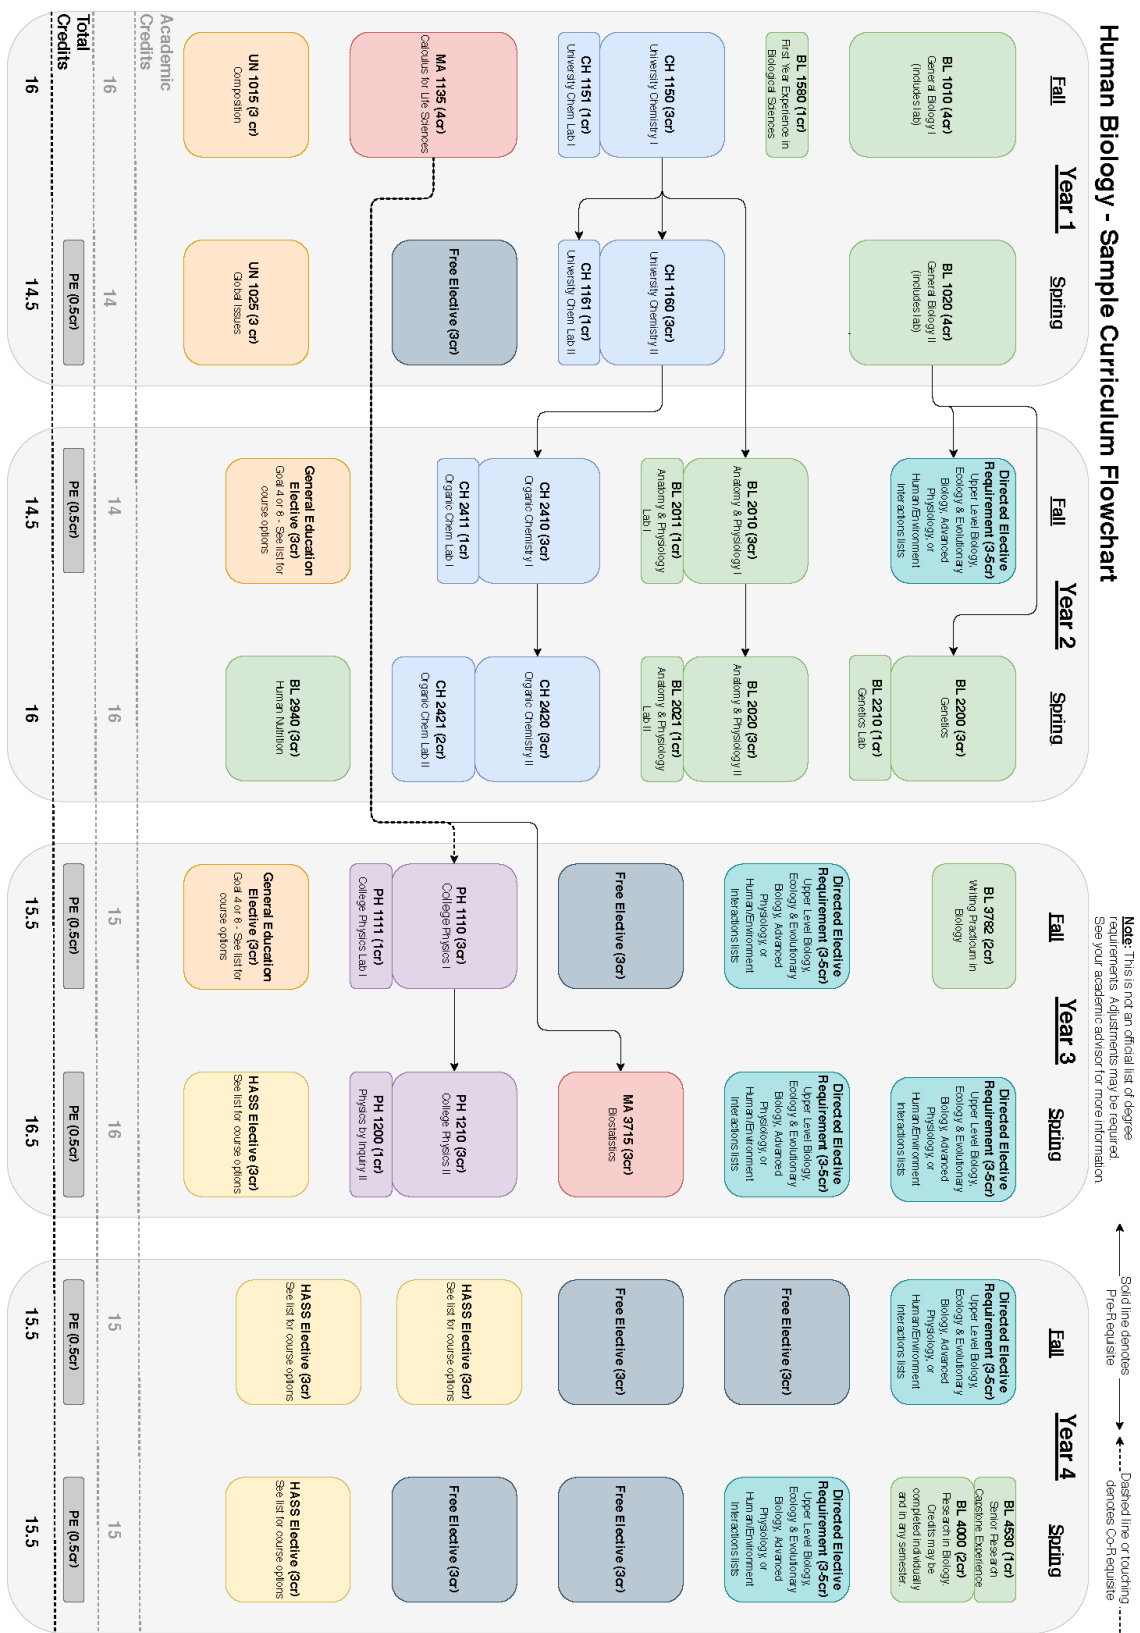 Human Biology - Sample Curriculum Flowchart
Note: This is not an official list of degree
requirements. Adjustments may be required.
See your academic advisor for more information.
Solid line denotes
Pre-Requisite
Dashed line or touching
denotes Co-Requisite
Year 1
Fall
BL 1010 (4cr)
General Biology I
(includes lab)
BL 1580 (1cr)
First Year Experience in
Biological Sciences
CH 1150 (3cr)
University Chemistry I
CH 1151 (1cr)
University Chem Lab I
MA 1135 (4cr)
Calculus for Life Sciences
UN 1015 (3 cr)
Composition
Academic
Credits
16
Total
Credits
16
Spring
BL 1020 (4cr)
General Biology II
(includes lab)
CH 1160 (3cr)
University Chemistry II
CH 1161 (1cr)
University Chem Lab II
Free Elective (3cr)
UN 1025 (3 cr)
Global Issues
14
PE (0.5cr)
14.5
Year 2
Fall
Directed Elective
Requirement (3-5cr)
Upper Level Biology,
Ecology & Evolutionary
Biology, Advanced
Physiology, or
Human/Environment
Interactions lists
BL 2010 (3cr)
Anatomy & Physiology I
BL 2011 (1cr)
Anatomy & Physiology
Lab I
CH 2410 (3cr)
Organic Chemistry I
CH 2411 (1cr)
Organic Chem Lab I
General Education
Elective (3cr)
Goal 4 or 6 - See list for
course options
14
PE (0.5cr)
14.5
Spring
BL 2200 (3cr)
Genetics
BL 2210 (1cr)
Genetics Lab
BL 2020 (3cr)
Anatomy & Physiology II
BL 2021 (1cr)
Anatomy & Physiology
Lab II
CH 2420 (3cr)
Organic Chemistry II
CH 2421 (2cr)
Organic Chem Lab II
BL 2940 (3cr)
Human Nutrition
16
16
Year 3
Fall
BL 3782 (2cr)
Writing Practicum in
Biology
Directed Elective
Requirement (3-5cr)
Upper Level Biology,
Ecology & Evolutionary
Biology, Advanced
Physiology, or
Human/Environment
Interactions lists
Free Elective (3cr)
PH 1110 (3cr)
College Physics I
PH 1111 (1cr)
College Physics Lab I
General Education
Elective (3cr)
Goal 4 or 6 - See list for
course options
15
PE (0.5cr)
15.5
Spring
Directed Elective
Requirement (3-5cr)
Upper Level Biology,
Ecology & Evolutionary
Biology, Advanced
Physiology, or
Human/Environment
Interactions lists
Directed Elective
Requirement (3-5cr)
Upper Level Biology,
Ecology & Evolutionary
Biology, Advanced
Physiology, or
Human/Environment
Interactions lists
MA 3715 (3cr)
Biostatistics
PH 1210 (3cr)
College Physics II
PH 1200 (1cr)
Physics by Inquiry II
HASS Elective (3cr)
See list for course options
16
PE (0.5cr)
16.5
Year 4
Fall
Directed Elective
Requirement (3-5cr)
Upper Level Biology,
Ecology & Evolutionary
Biology, Advanced
Physiology, or
Human/Environment
Interactions lists
Free Elective (3cr)
Free Elective (3cr)
HASS Elective (3cr)
See list for course options
HASS Elective (3cr)
See list for course options
15
PE (0.5cr)
15.5
Spring
BL 4530 (1cr)
Senior Research
Capstone Experience
BL 4000 (2cr)
Research in Biology.
Credits may be
completed individually
and in any semester.
Directed Elective
Requirement (3-5cr)
Upper Level Biology,
Ecology & Evolutionary
Biology, Advanced
Physiology, or
Human/Environment
Interactions lists
Free Elective (3cr)
Free Elective (3cr)
HASS Elective (3cr)
See list for course options
15
PE (0.5cr)
15.5